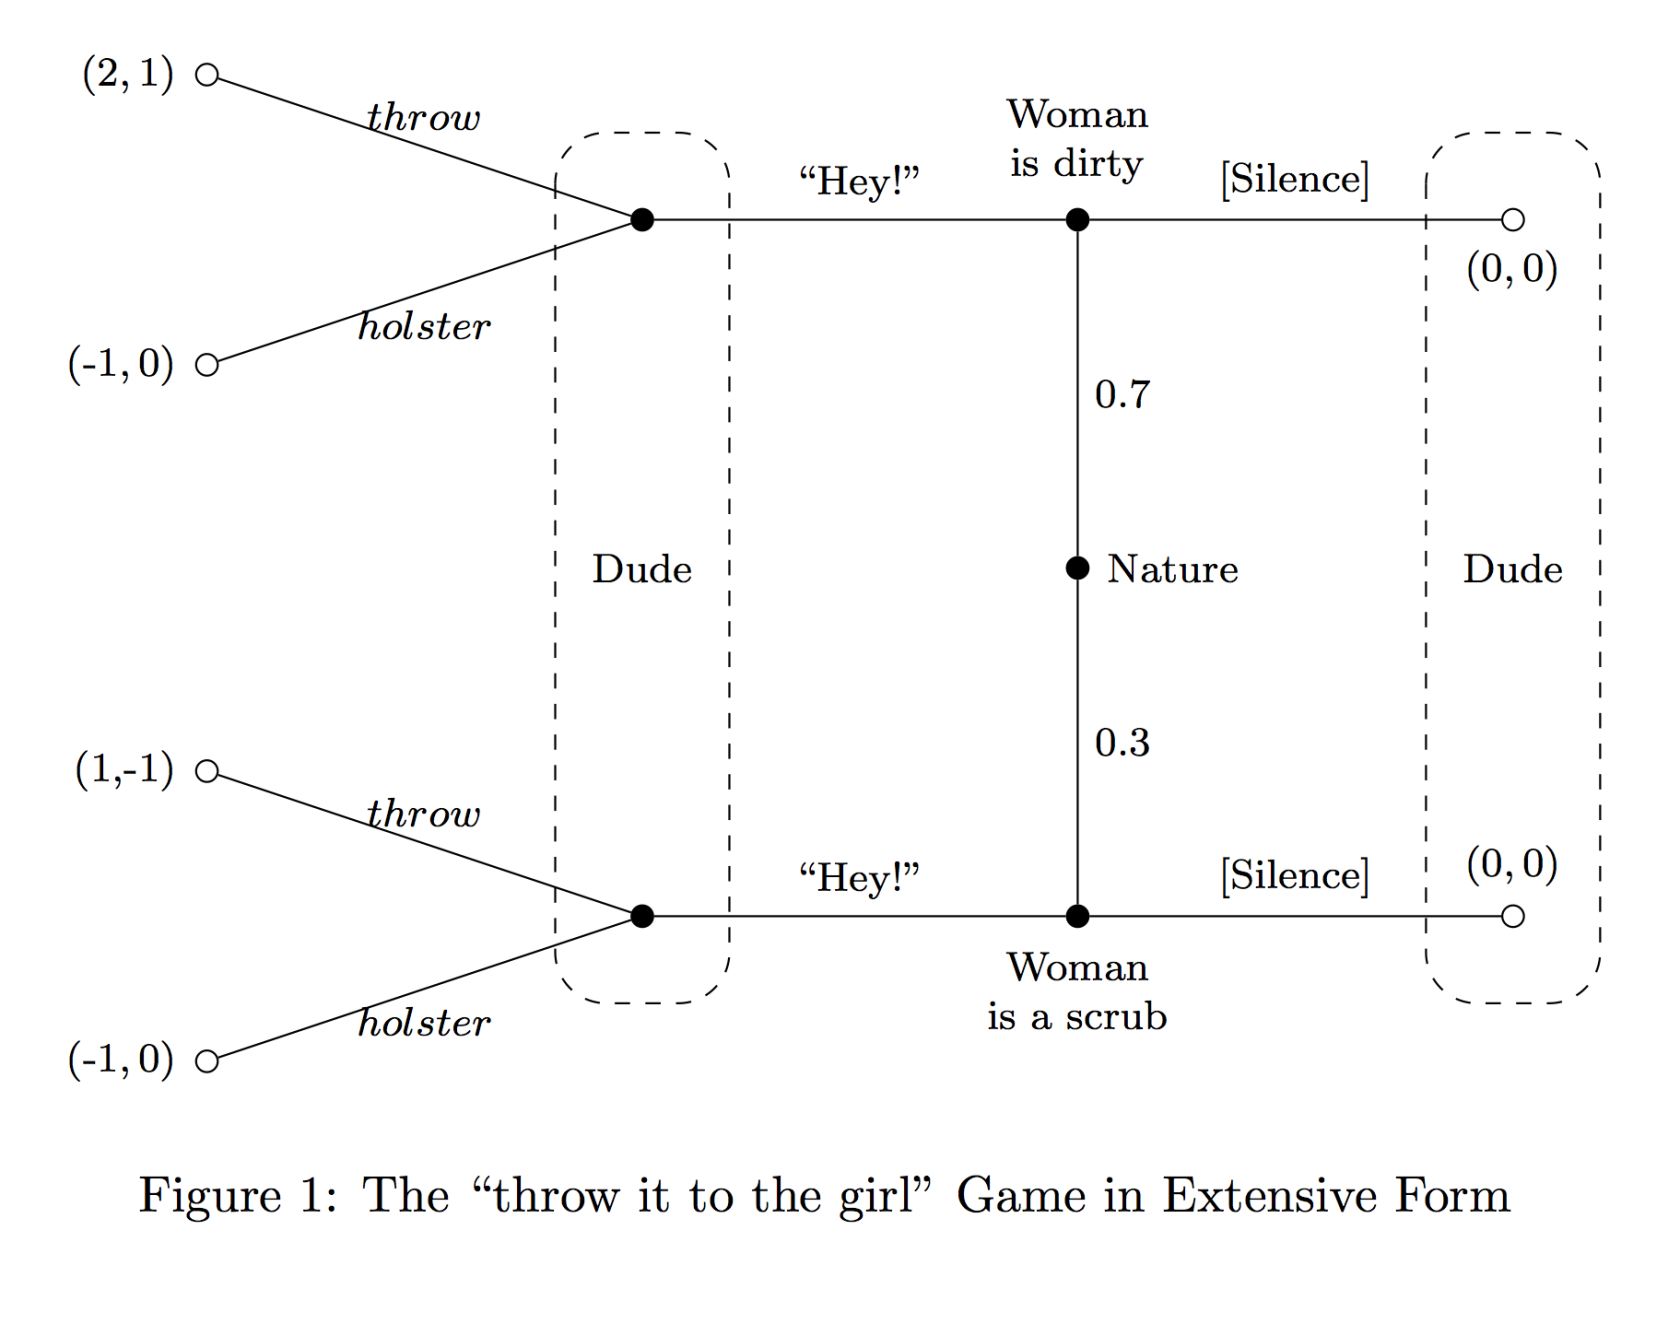 (2, 1)
throw
Woman
is dirty
“Hey!”
[Silence]
(0, 0)
holster
(-1, 0)
0.7
Dude
Nature
Dude
0.3
(1,-1)
throw
“Hey!”
[Silence]
(0, 0)
Woman
is a scrub
holster
(-1, 0)
Figure 1: The “throw it to the girl” Game in Extensive Form